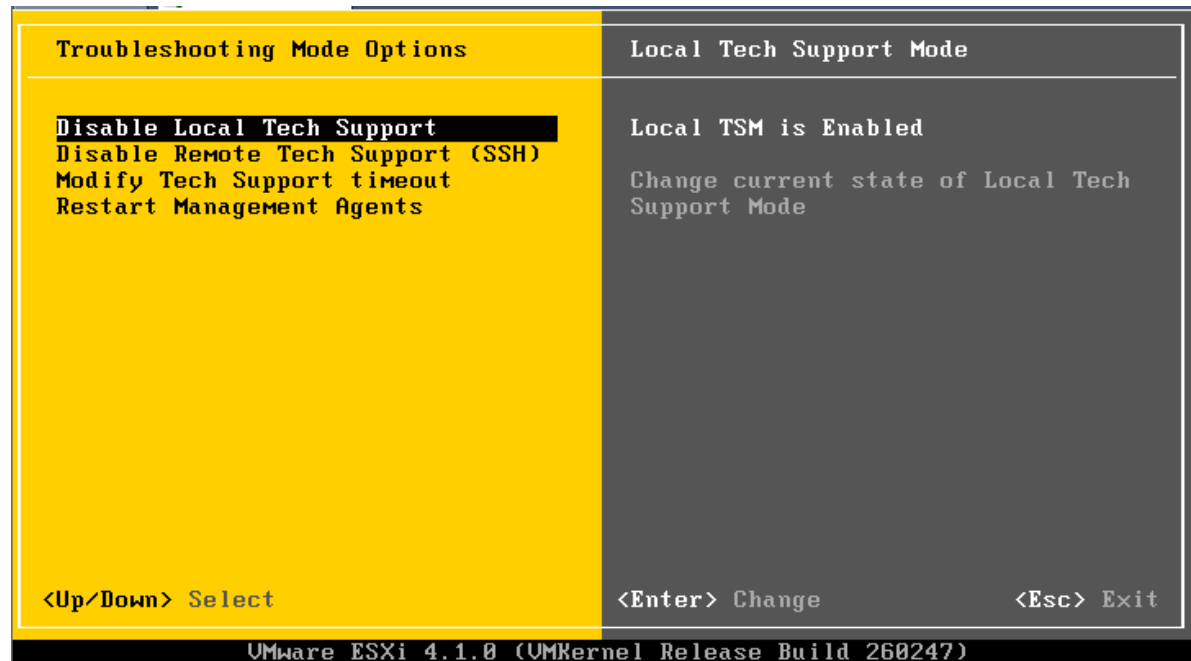 Troubleshooting Mode Options
Disable Local Tech Support
Disable Remote Tech Support (SSH)
Modify Tech Support timeout
Restart Management Agents
<Up/Down> Select
Local Tech Support Mode
Local TSM is Enabled
Change current state of Local Tech
Support Mode
<Enter> Change
<Esc> Exit
VMware ESXi 4.1.0 (VMKernel Release Build 260247)